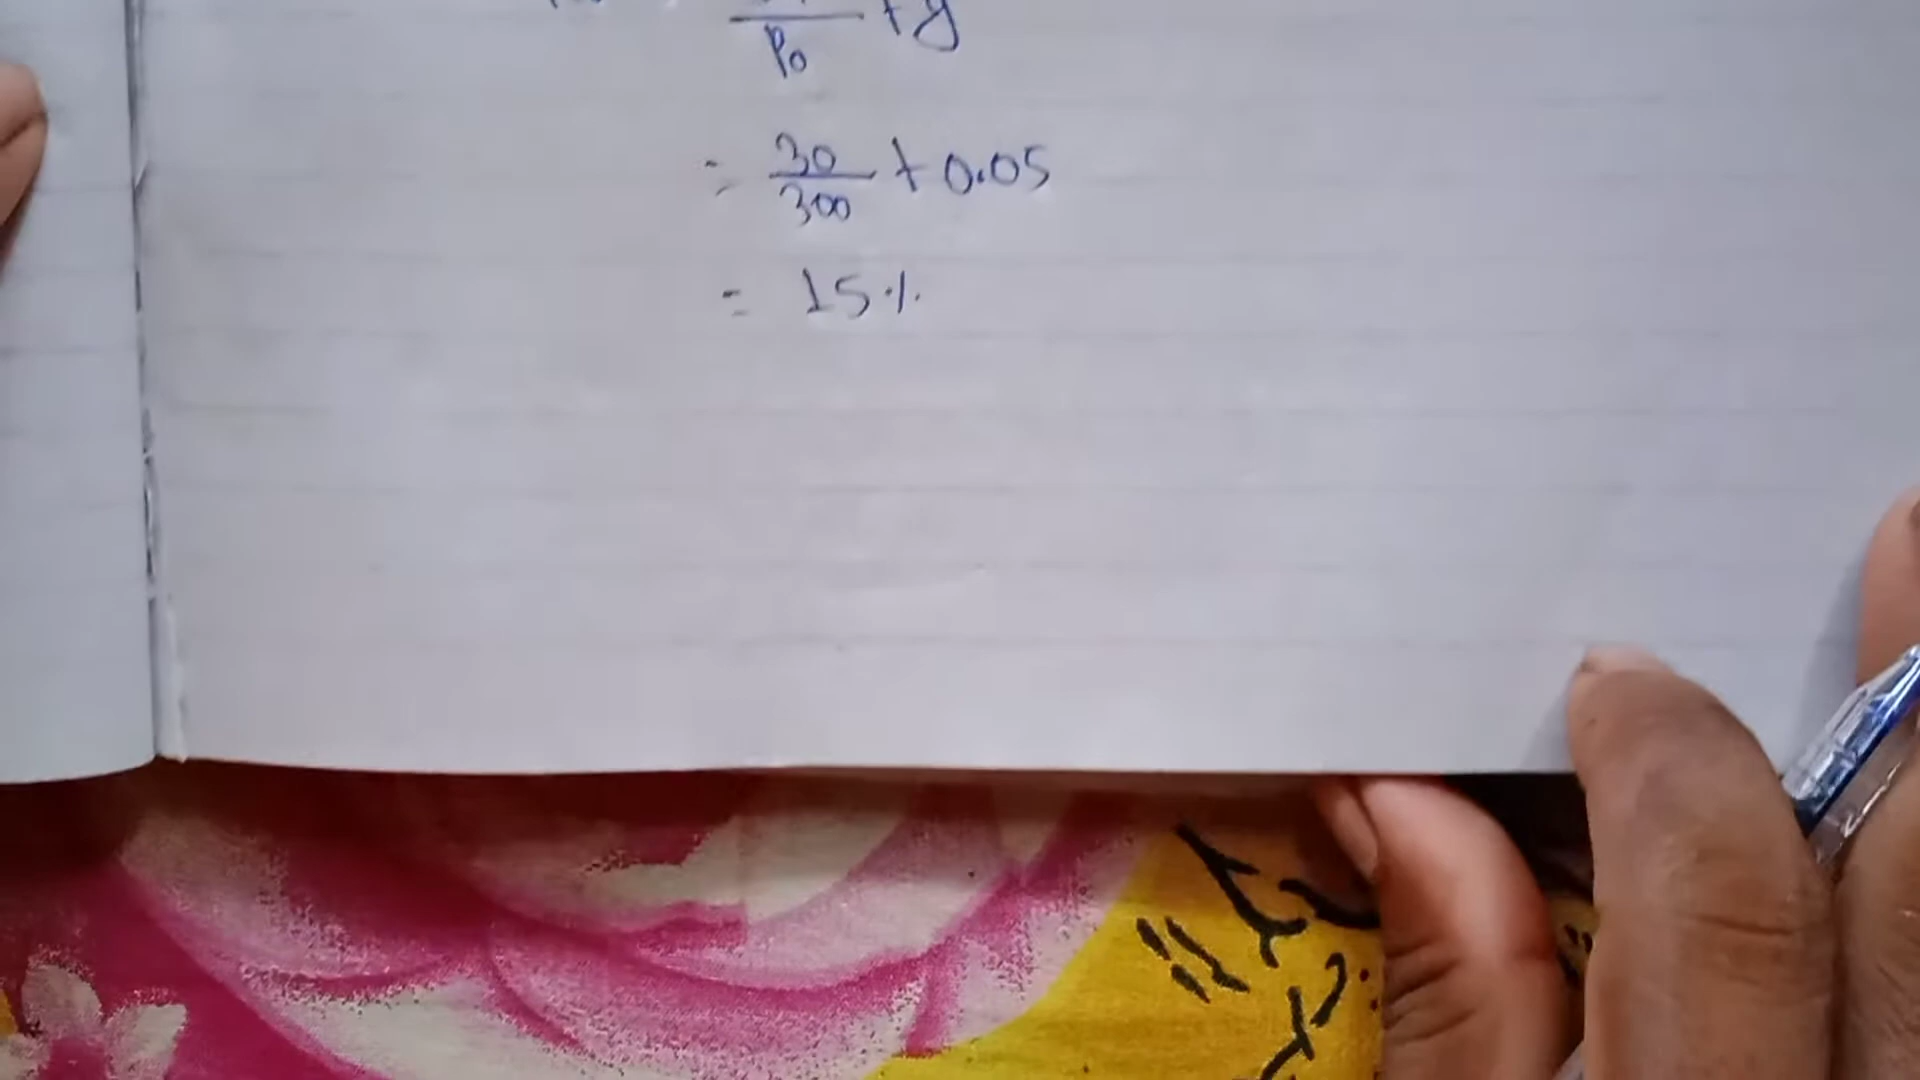 P₀ + g
= 30/300 + 0.05
= 15%